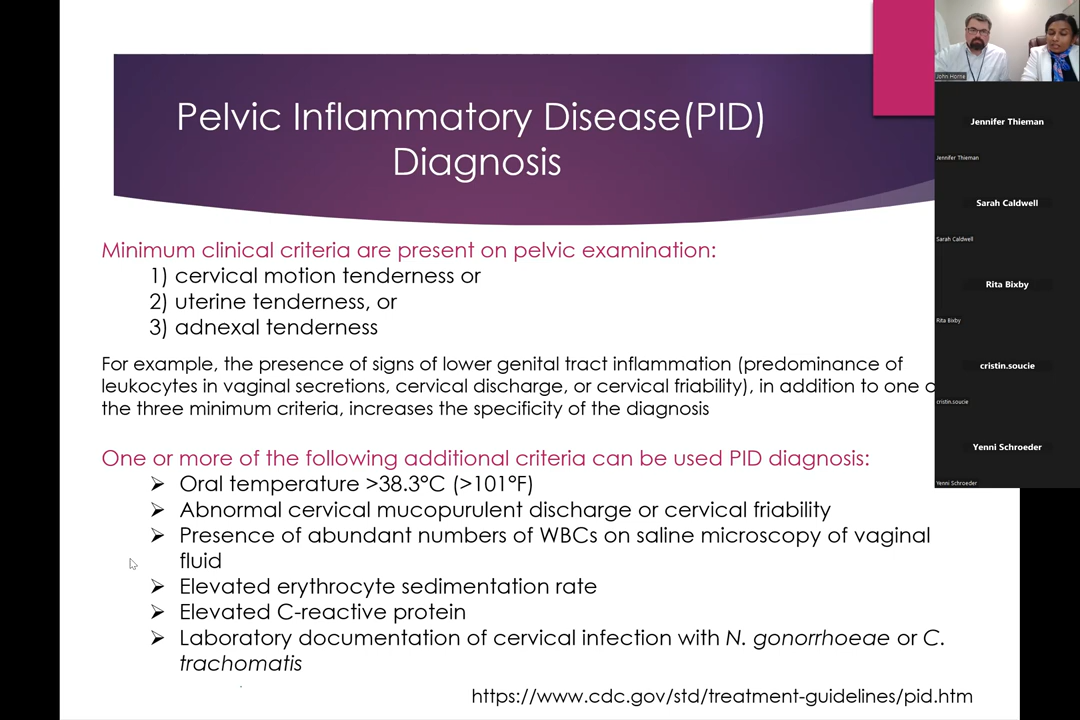 Pelvic Inflammatory Disease(PID)
Diagnosis
Minimum clinical criteria are present on pelvic examination:
1) cervical motion tenderness or
2) uterine tenderness, or
3) adnexal tenderness
For example, the presence of signs of lower genital tract inflammation (predominance of
leukocytes in vaginal secretions, cervical discharge, or cervical friability), in addition to one
the three minimum criteria, increases the specificity of the diagnosis
One or more of the following additional criteria can be used PID diagnosis:
Oral temperature >38.3°C (>101°F)
Abnormal cervical mucopurulent discharge or cervical friability
Presence of abundant numbers of WBCs on saline microscopy of vaginal
fluid
Elevated erythrocyte sedimentation rate
Elevated C-reactive protein
Laboratory documentation of cervical infection with N. gonorrhoeae or C.
trachomatis
https://www.cdc.gov/std/treatment-guidelines/pid.htm
John Horne
Jennifer Thieman
Jennifer Thieman
Sarah Caldwell
Sarah Caldwell
Rita Bixby
Rita Bixby
cristin.soucie
cristin.soucie
Yenni Schroeder
Yenni Schroeder